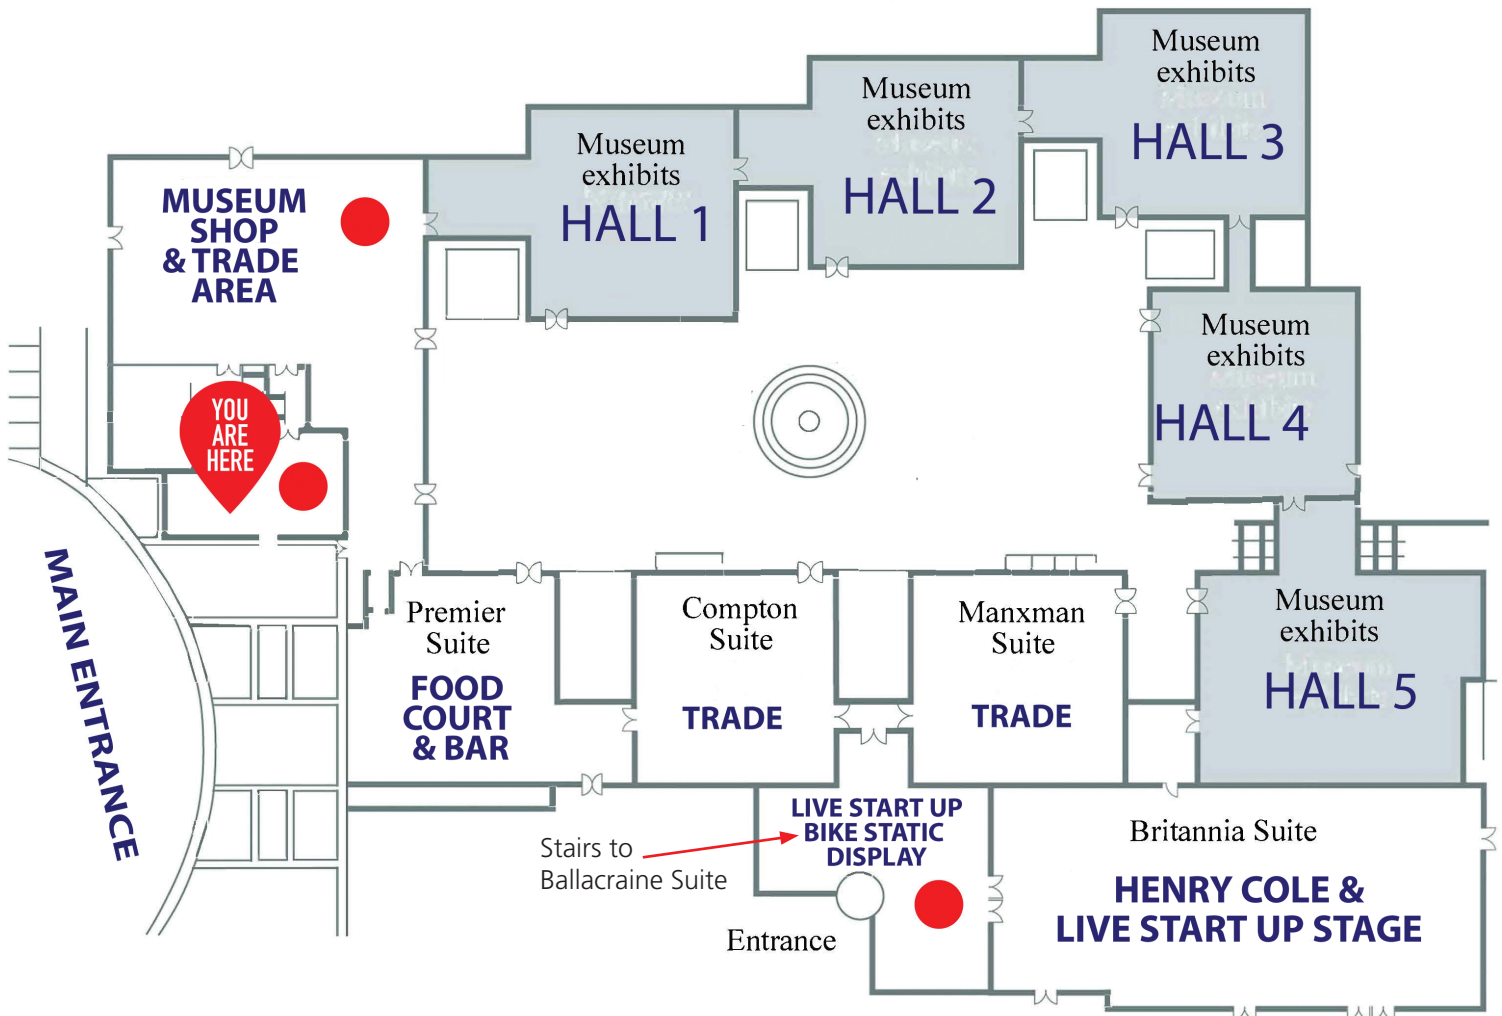 Museum
exhibits
HALL 3
Museum
exhibits
HALL 2
Museum
exhibits
HALL 1
MUSEUM
SHOP
& TRADE
AREA
Museum
exhibits
HALL 4
YOU
ARE
HERE
MAIN ENTRANCE
Premier
Suite
FOOD
COURT
& BAR
Compton
Suite
TRADE
Manxman
Suite
TRADE
Museum
exhibits
HALL 5
LIVE START UP
BIKE STATIC
DISPLAY
Stairs to
Ballacraine Suite
Entrance
Britannia Suite
HENRY COLE &
LIVE START UP STAGE